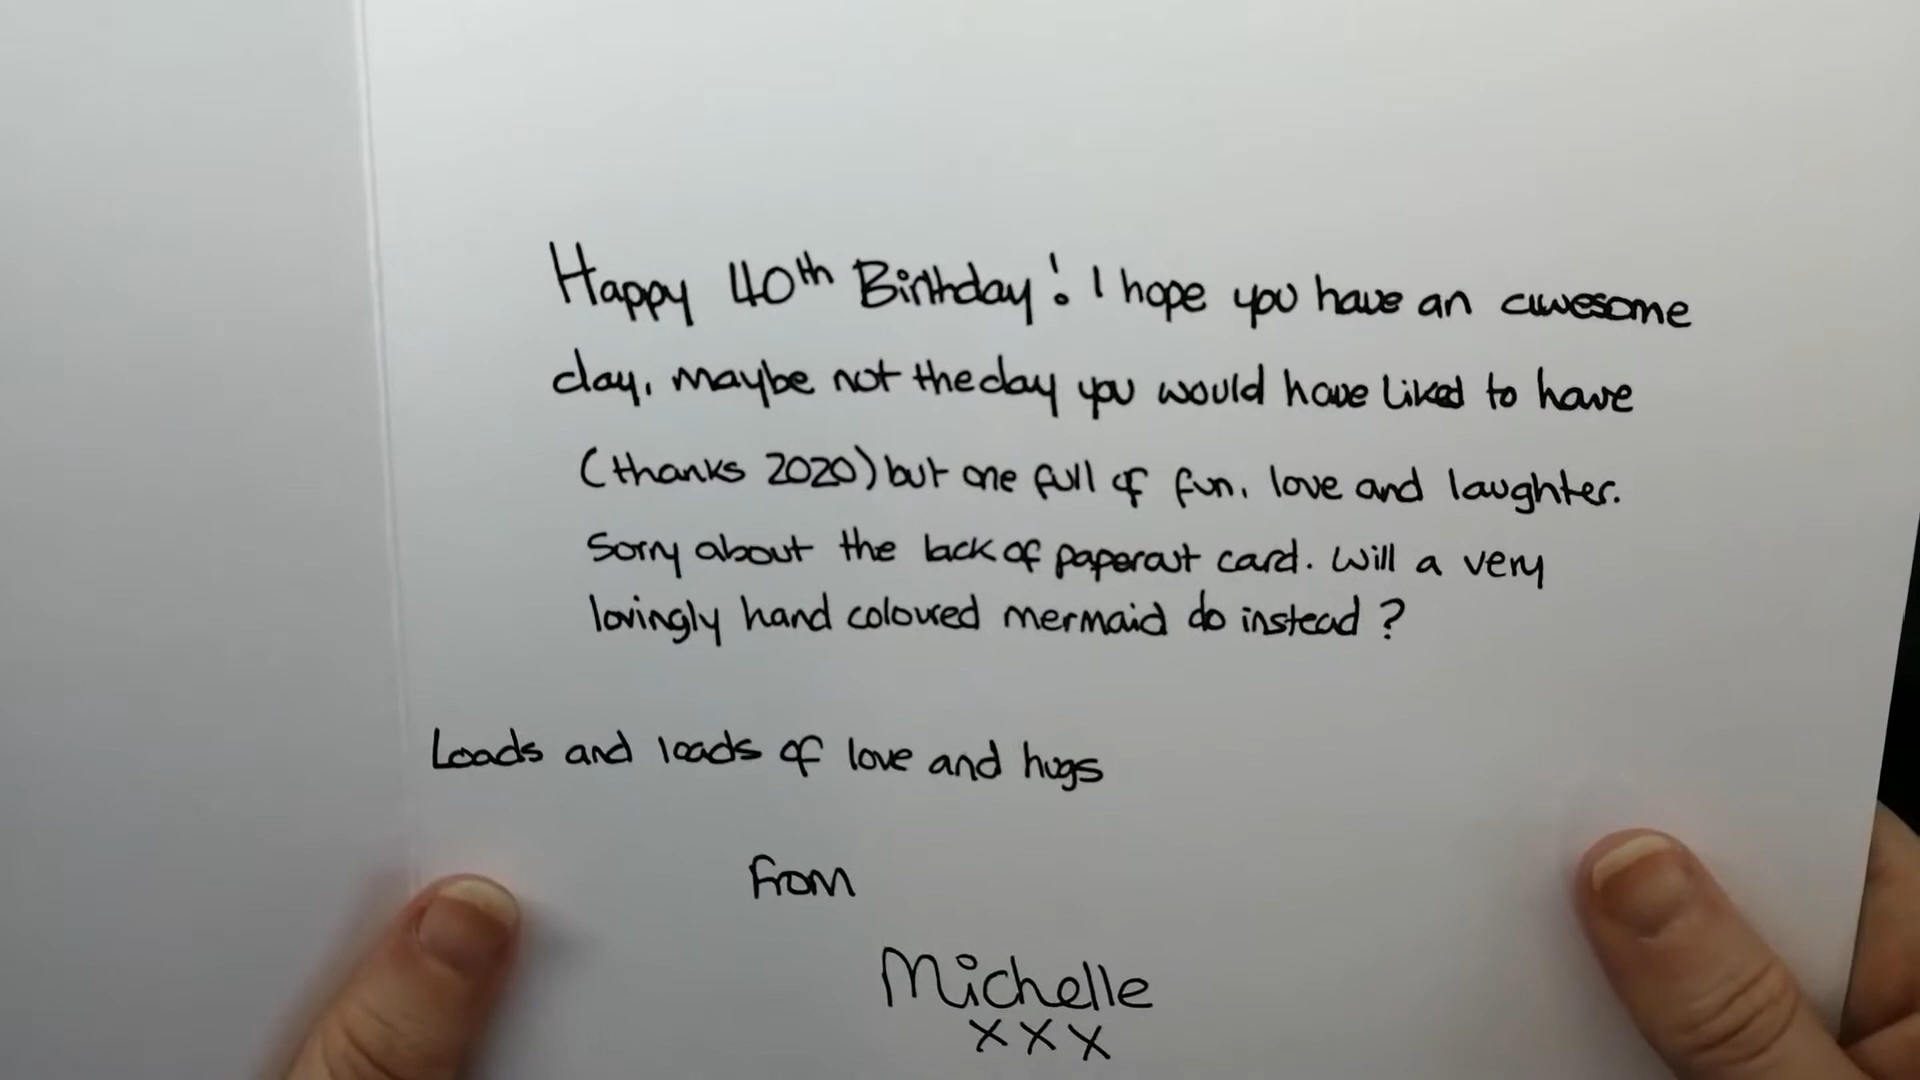 Happy 40th Birthday! I hope you have an awesome
day, maybe not the day you would have liked to have
(thanks 2020) but one full of fun, love and laughter.
Sorry about the lack of papercut card. Will a very
lovingly hand coloured mermaid do instead?
Loads and loads of love and hugs
from
Michelle
xxx